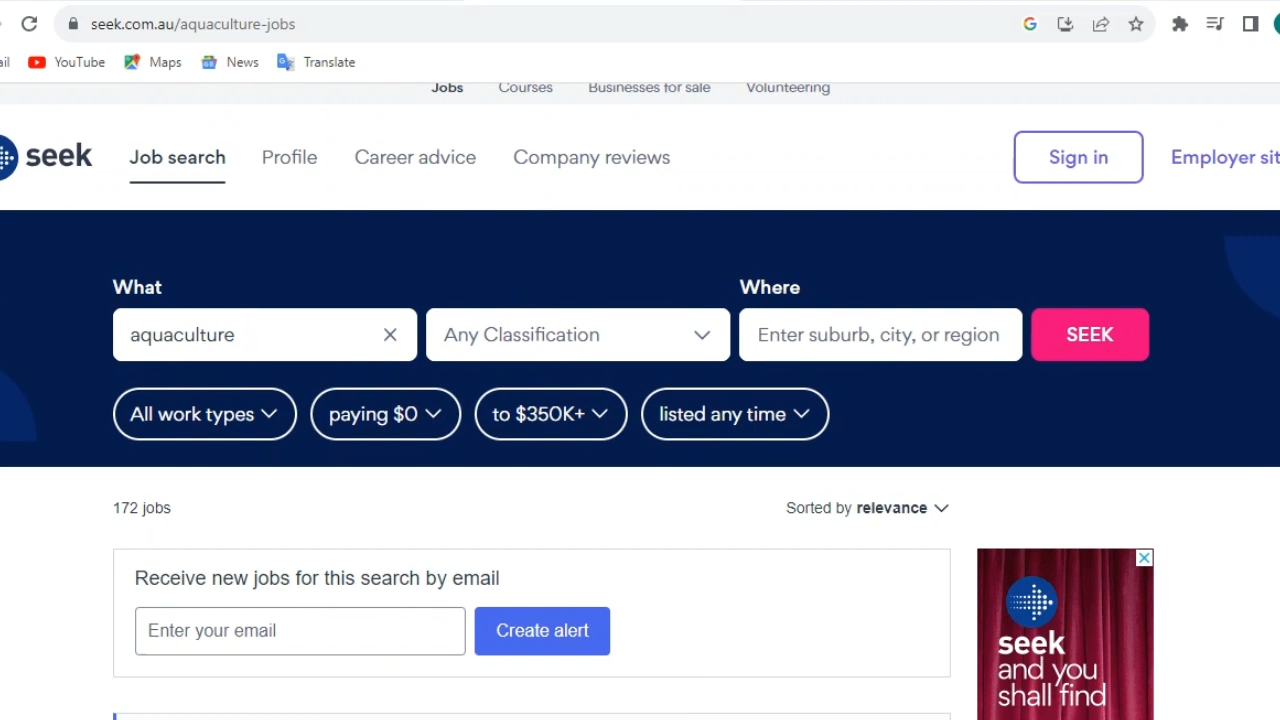 seek.com.au/aquaculture-jobs
YouTube Maps News Translate
Jobs Courses Businesses for sale Volunteering
seek Job search Profile Career advice Company reviews Sign in Employer
What Where
aquaculture Any Classification Enter suburb, city, or region SEEK
All work types paying $0 to $350K+ listed any time
172 jobs Sorted by relevance
Receive new jobs for this search by email
Enter your email Create alert
seek
and you
shall find